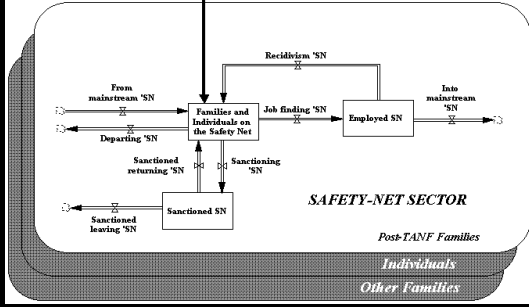 Recidivism 'SN
From
mainstream 'SN
Into
mainstream
'SN
Families and
Individuals on
the Safety Net
Job finding 'SN
Employed SN
Departing 'SN
Sanctioned
returning 'SN
Sanctioning
'SN
Sanctioned
leaving 'SN
Sanctioned SN
SAFETY-NET SECTOR
Post-TANF Families
Individuals
Other Families